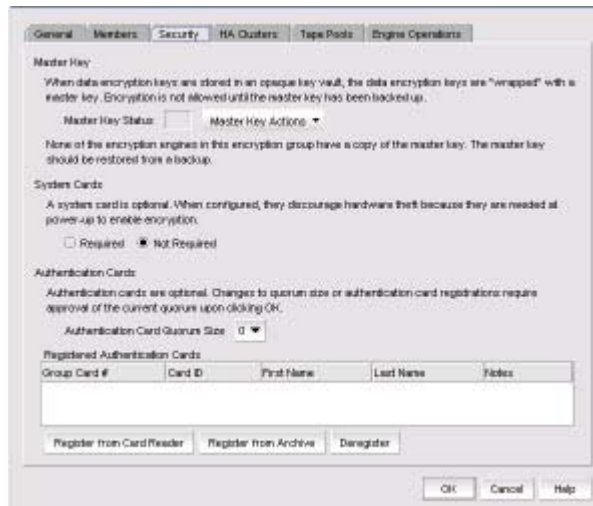 General Members Security HA Clusters Tape Pools Engine Operations
Master Key
When data encryption keys are stored in an opaque key vault, the data encryption keys are "wrapped" with a
master key. Encryption is not allowed until the master key has been backed up.
Master Key Status Master Key Actions
None of the encryption engines in this encryption group have a copy of the master key. The master key
should be restored from a backup.
System Cards
A system card is optional. When configured, they discourage hardware theft because they are needed at
power-up to enable encryption.
Required Not Required
Authentication Cards
Authentication cards are optional. Changes to quorum size or authentication card registrations require
approval of the current quorum upon clicking OK.
Authentication Card Quorum Size 0
Registered Authentication Cards
Group Card # Card ID First Name Last Name Notes
Register from Card Reader Register from Archive Deregister
OK Cancel Help